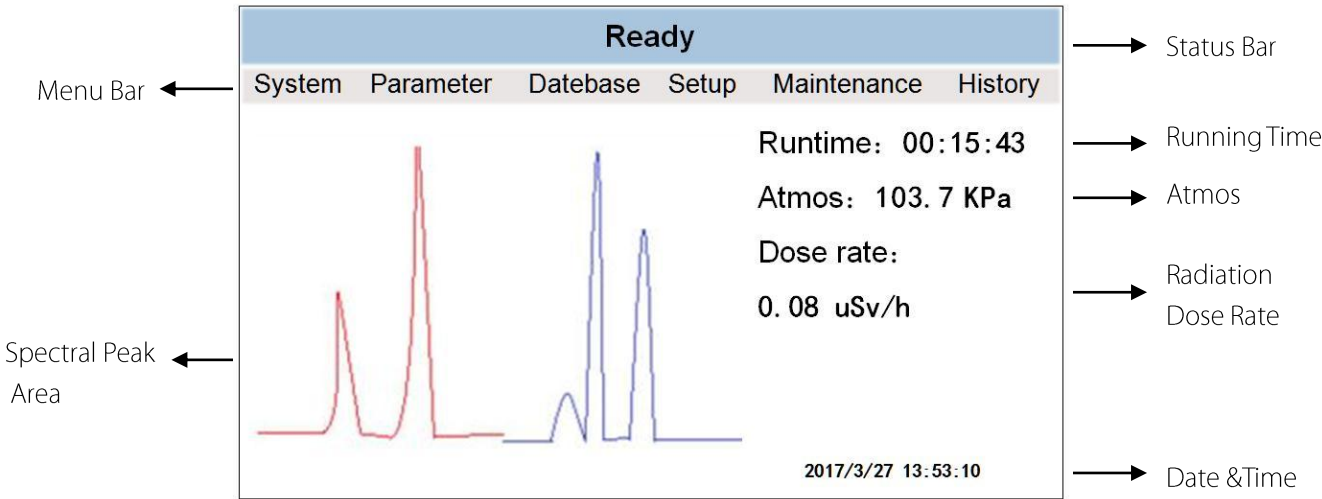 Ready
Status Bar
Menu Bar
System Parameter Datebase Setup Maintenance History
Runtime: 00:15:43
Running Time
Atmos: 103.7 KPa
Atmos
Dose rate:
0.08 uSv/h
Radiation
Dose Rate
Spectral Peak
Area
2017/3/27 13:53:10
Date &Time